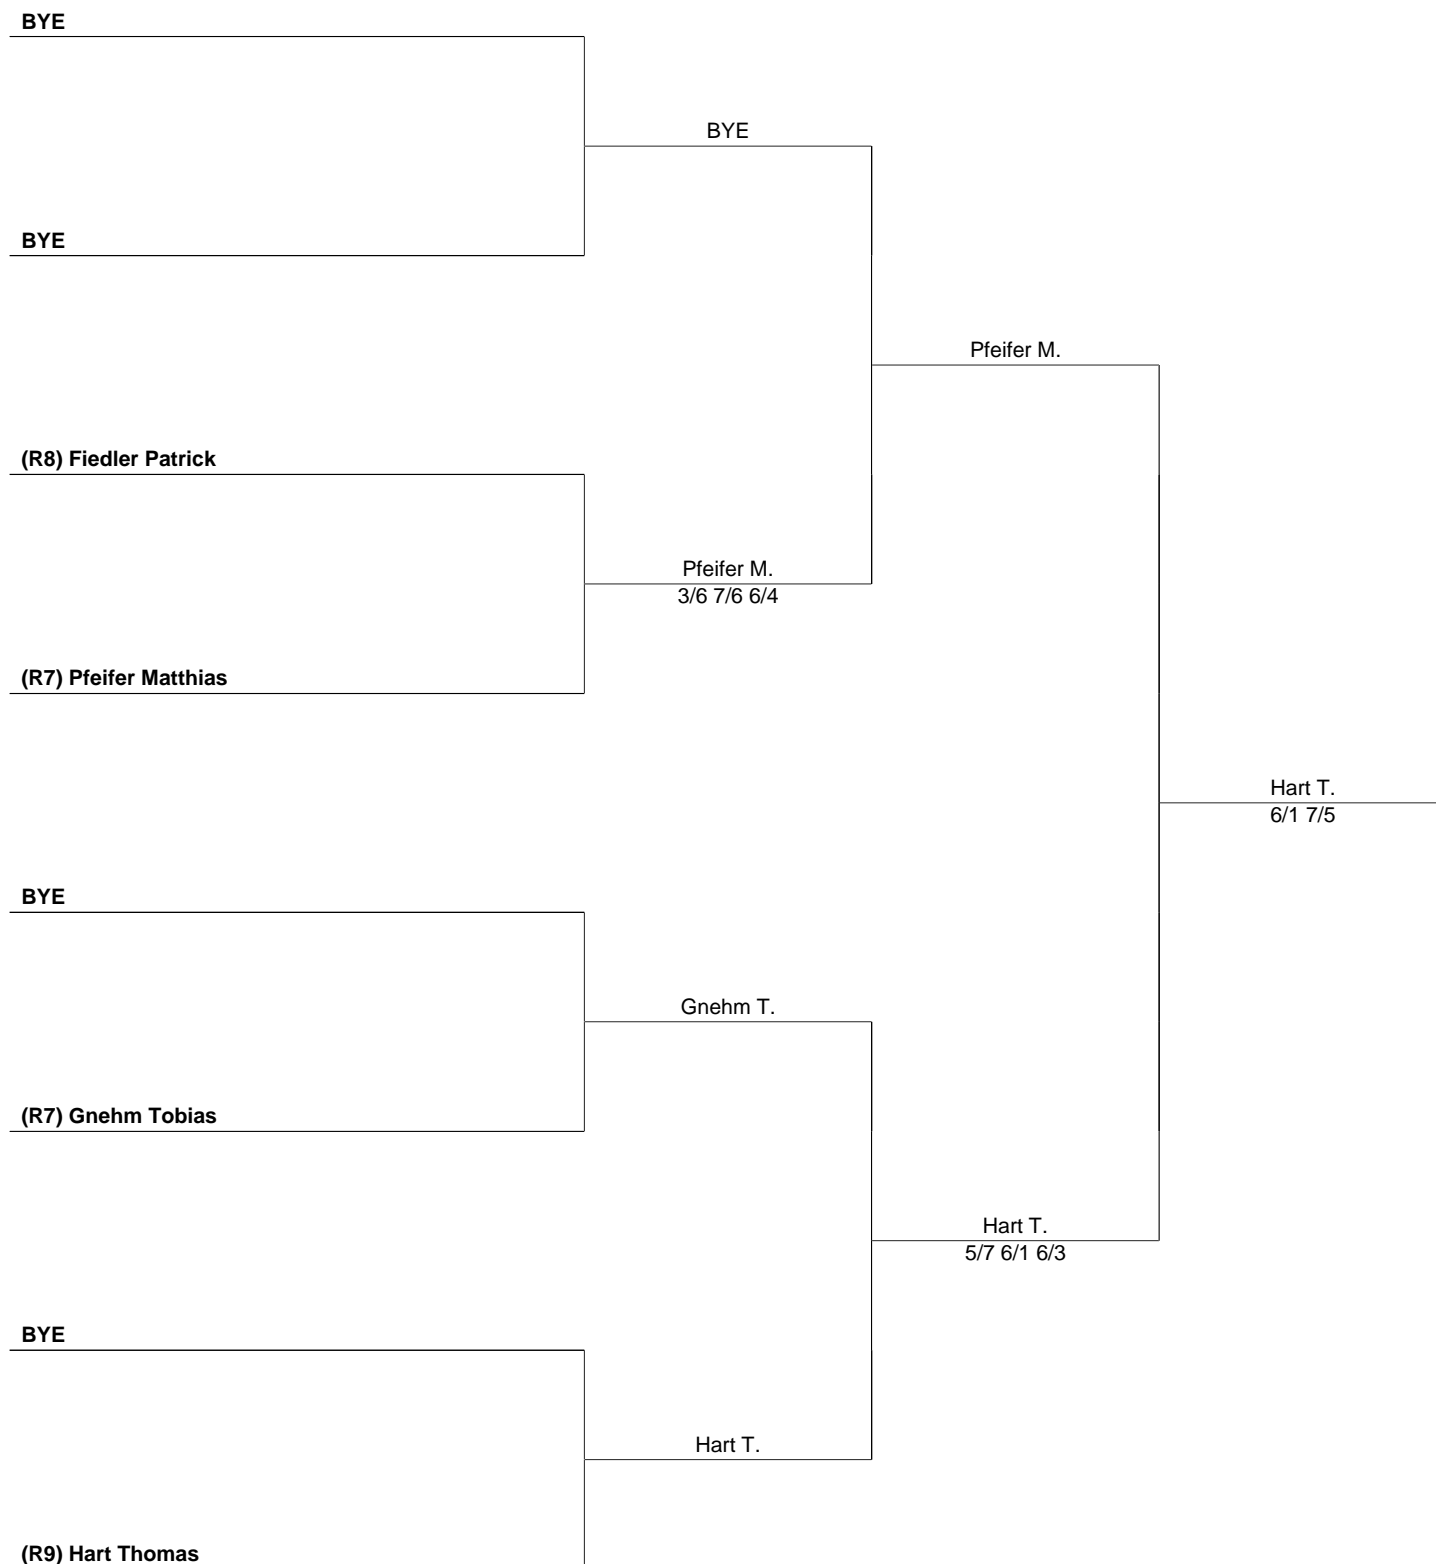 BYE
BYE
BYE
Pfeifer M.
(R8) Fiedler Patrick
Pfeifer M.
3/6 7/6 6/4
(R7) Pfeifer Matthias
Hart T.
6/1 7/5
BYE
Gnehm T.
(R7) Gnehm Tobias
Hart T.
5/7 6/1 6/3
BYE
Hart T.
(R9) Hart Thomas